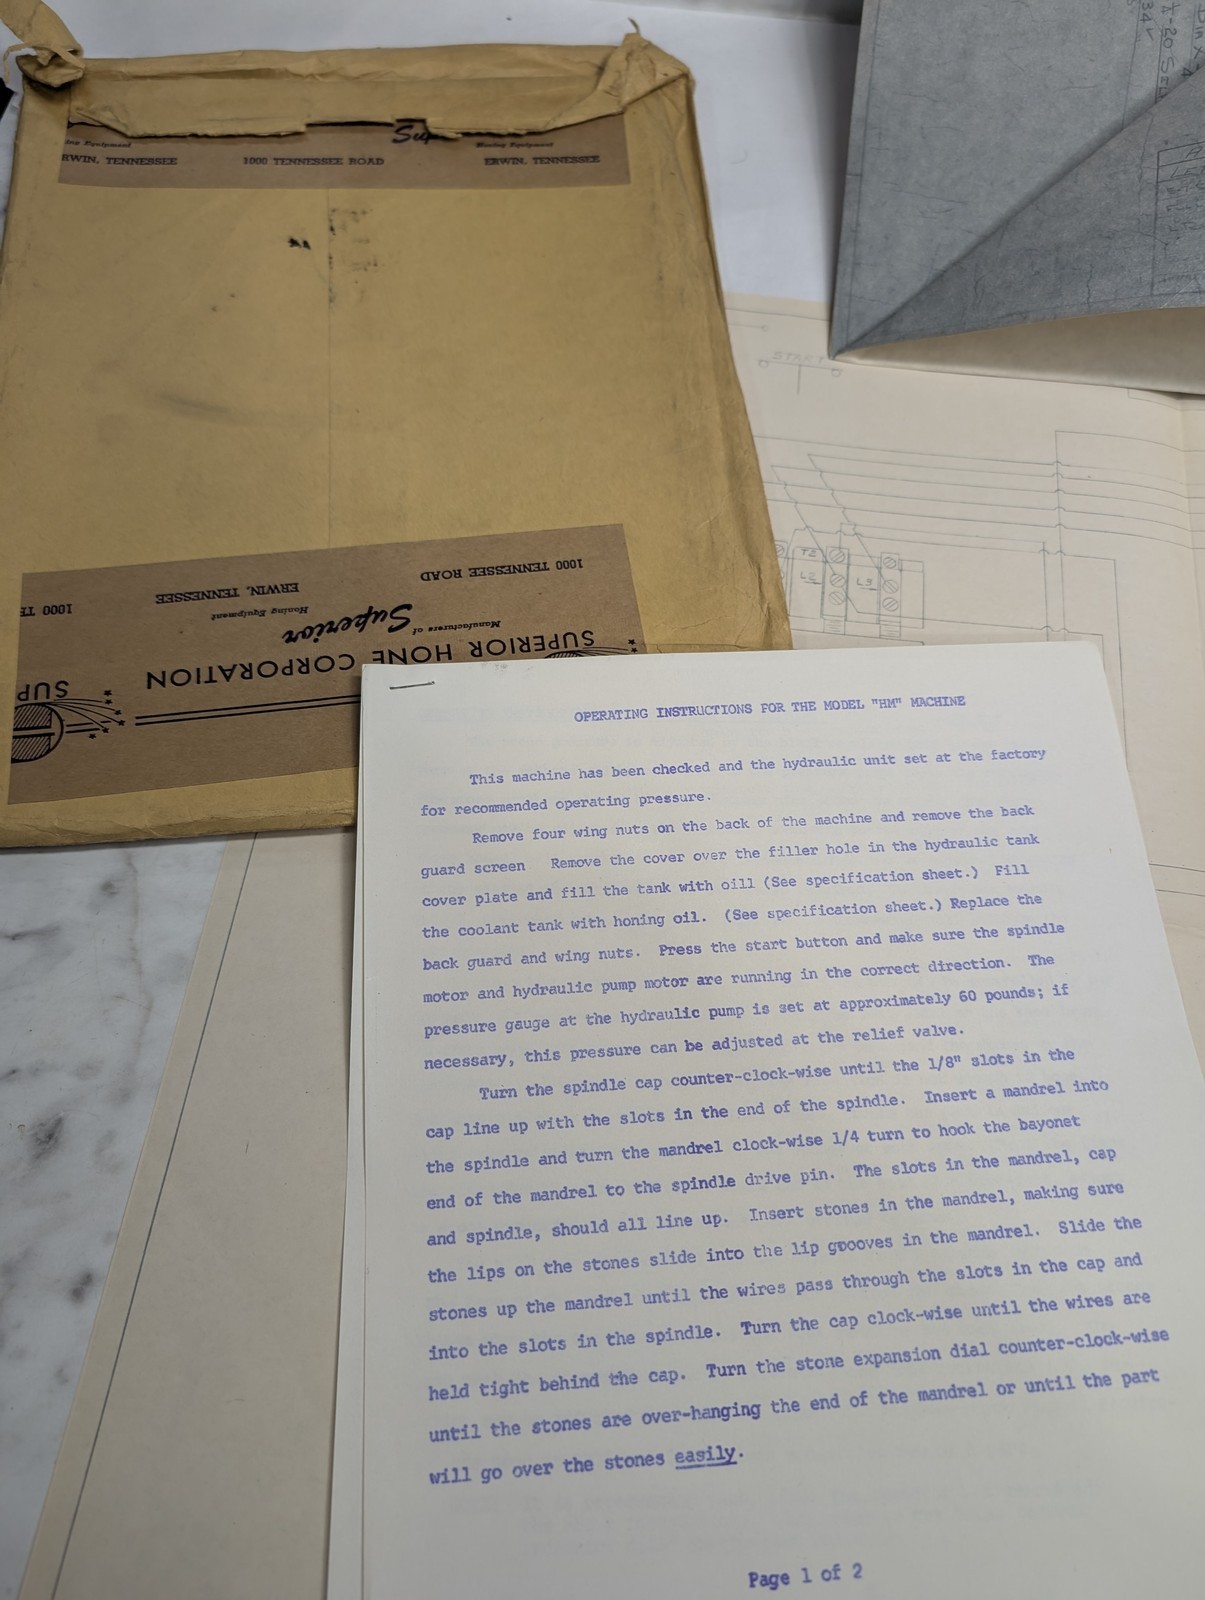 ing Equipment
Sup
Honing Equipment
RWIN, TENNESSEE
1000 TENNESSEE ROAD
ERWIN, TENNESSEE
START
T2
L2
L3
SUP
SUPERIOR HONE CORPORATION
Manufacturers of Superior Honing Equipment
1000 TE
ERWIN, TENNESSEE
1000 TENNESSEE ROAD
OPERATING INSTRUCTIONS FOR THE MODEL "HM" MACHINE
This machine has been checked and the hydraulic unit set at the factory
for recommended operating pressure.
Remove four wing nuts on the back of the machine and remove the back
guard screen Remove the cover over the filler hole in the hydraulic tank
cover plate and fill the tank with oill (See specification sheet.) Fill
the coolant tank with honing oil. (See specification sheet.) Replace the
back guard and wing nuts. Press the start button and make sure the spindle
motor and hydraulic pump motor are running in the correct direction. The
pressure gauge at the hydraulic pump is set at approximately 60 pounds; if
necessary, this pressure can be adjusted at the relief valve.
Turn the spindle cap counter-clock-wise until the 1/8" slots in the
cap line up with the slots in the end of the spindle. Insert a mandrel into
the spindle and turn the mandrel clock-wise 1/4 turn to hook the bayonet
end of the mandrel to the spindle drive pin. The slots in the mandrel, cap
and spindle, should all line up. Insert stones in the mandrel, making sure
the lips on the stones slide into the lip grooves in the mandrel. Slide the
stones up the mandrel until the wires pass through the slots in the cap and
into the slots in the spindle. Turn the cap clock-wise until the wires are
held tight behind the cap. Turn the stone expansion dial counter-clock-wise
until the stones are over-hanging the end of the mandrel or until the part
will go over the stones easily.
Page 1 of 2